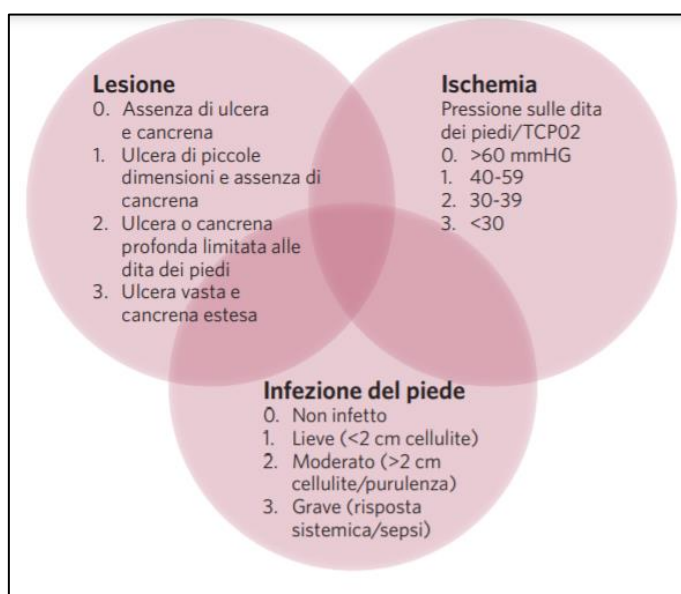 Lesione
0. Assenza di ulcera
e cancrena
1. Ulcera di piccole
dimensioni e assenza di
cancrena
2. Ulcera o cancrena
profonda limitata alle
dita dei piedi
3. Ulcera vasta e
cancrena estesa
Ischemia
Pressione sulle dita
dei piedi/TCP02
0. >60 mmHG
1. 40-59
2. 30-39
3. <30
Infezione del piede
0. Non infetto
1. Lieve (<2 cm cellulite)
2. Moderato (>2 cm
cellulite/purulenza)
3. Grave (risposta
sistemica/sepsi)